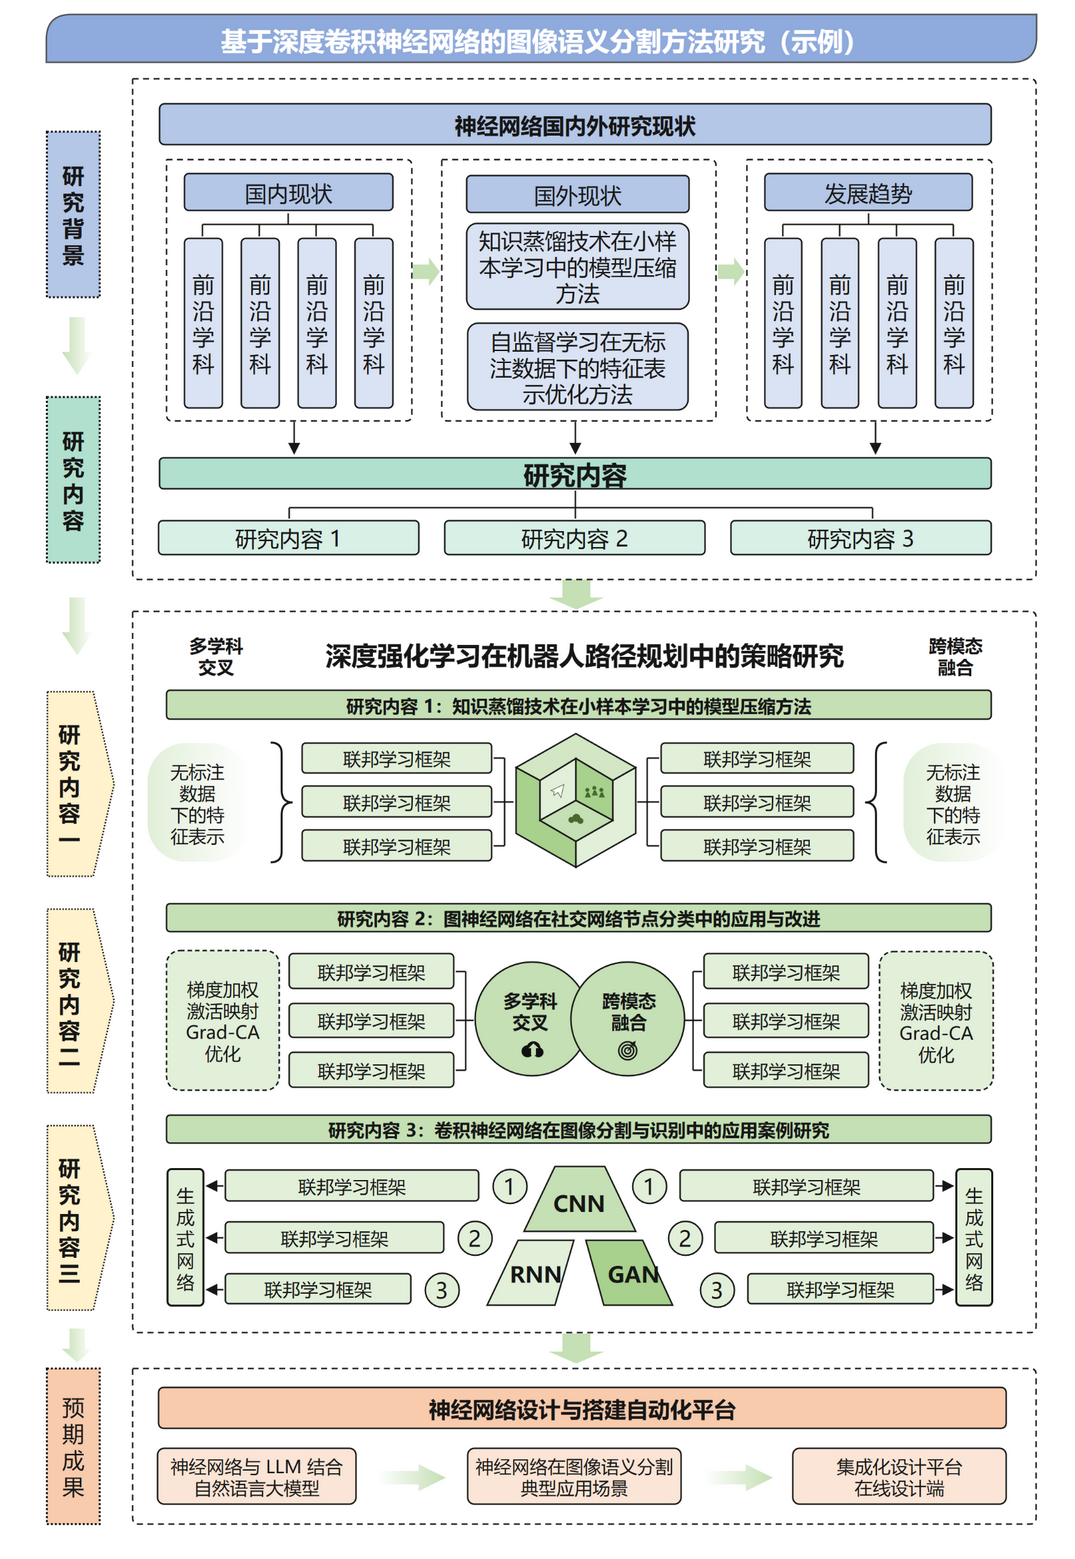 基于深度卷积神经网络的图像语义分割方法研究（示例）
研究背景
神经网络国内外研究现状
国内现状
前沿学科
前沿学科
前沿学科
前沿学科
国外现状
知识蒸馏技术在小样
本学习中的模型压缩
方法
自监督学习在无标
注数据下的特征表
示优化方法
发展趋势
前沿学科
前沿学科
前沿学科
前沿学科
研究内容
研究内容
研究内容 1
研究内容 2
研究内容 3
多学科
交叉
深度强化学习在机器人路径规划中的策略研究
跨模态
融合
研究内容一
研究内容 1：知识蒸馏技术在小样本学习中的模型压缩方法
无标注
数据
下的特
征表示
联邦学习框架
联邦学习框架
联邦学习框架
联邦学习框架
联邦学习框架
联邦学习框架
无标注
数据
下的特
征表示
研究内容二
研究内容 2：图神经网络在社交网络节点分类中的应用与改进
梯度加权
激活映射
Grad-CA
优化
联邦学习框架
联邦学习框架
联邦学习框架
多学科
交叉
跨模态
融合
联邦学习框架
联邦学习框架
联邦学习框架
梯度加权
激活映射
Grad-CA
优化
研究内容三
研究内容 3：卷积神经网络在图像分割与识别中的应用案例研究
生成式网络
联邦学习框架
1
联邦学习框架
2
联邦学习框架
3
CNN
RNN
GAN
1
联邦学习框架
2
联邦学习框架
3
联邦学习框架
生成式网络
预期成果
神经网络设计与搭建自动化平台
神经网络与 LLM 结合
自然语言大模型
神经网络在图像语义分割
典型应用场景
集成化设计平台
在线设计端